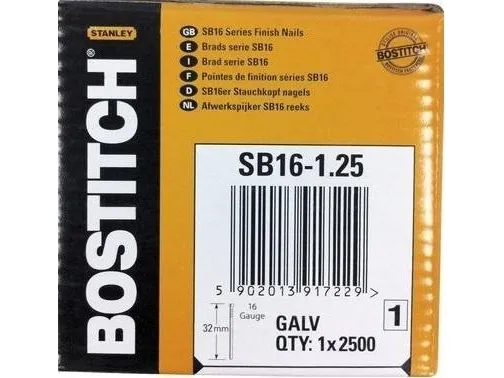 STANLEY
BOSTITCH®
GB SB16 Series Finish Nails
E Brads serie SB16
I Brad serie SB16
F Pointes de finition séries SB16
D SB16er Stauchkopf nagels
NL Afwerkspijker SB16 reeks
BOSTITCH
SB16-1.25
5 902013 917229 >
16
Gauge
32mm
GALV
QTY: 1x2500
1